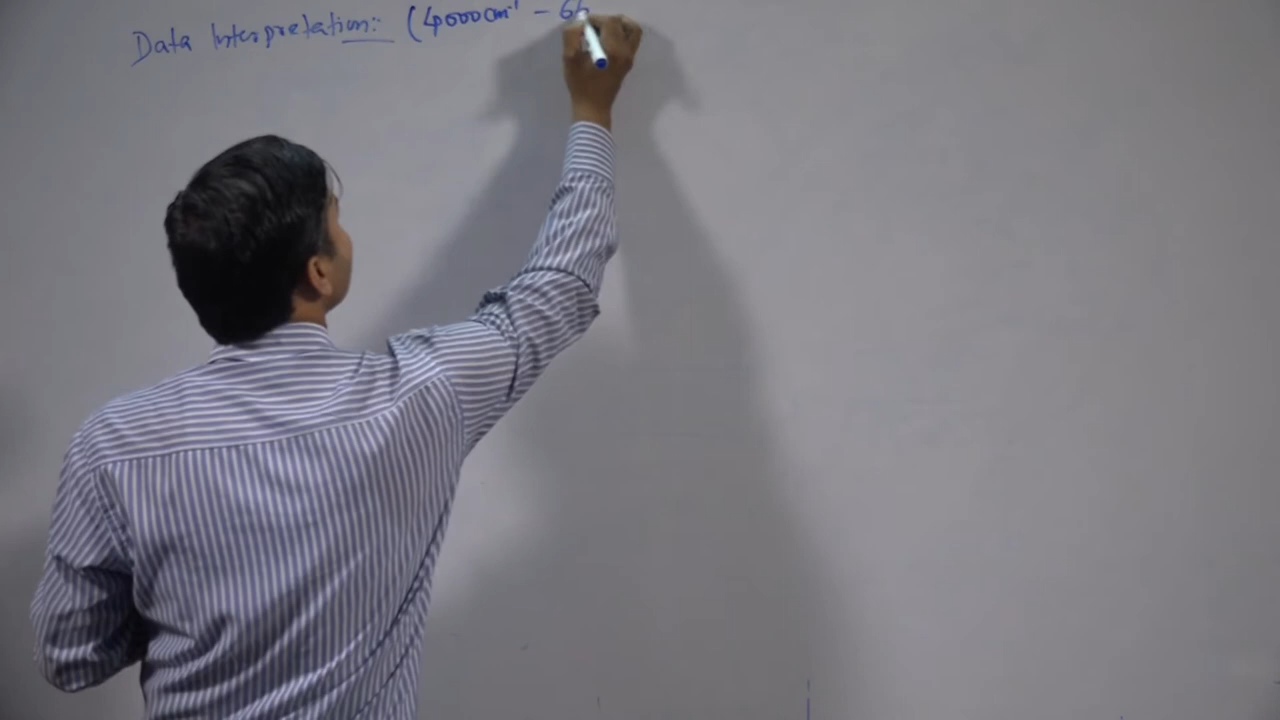 Data Interpretation: (4000cm⁻¹ – 66